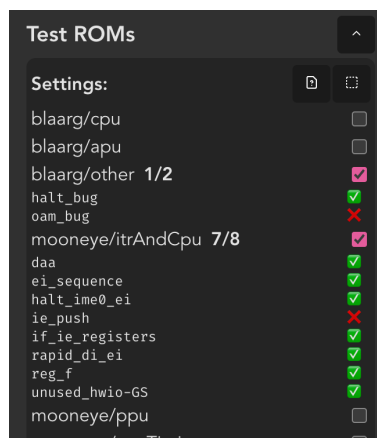 Test ROMs
Settings:
blaarg/cpu
blaarg/apu
blaarg/other 1/2
halt_bug
oam_bug
mooneye/itrAndCpu 7/8
daa
ei_sequence
halt_ime0_ei
ie_push
if_ie_registers
rapid_di_ei
reg_f
unused_hwio-GS
mooneye/ppu